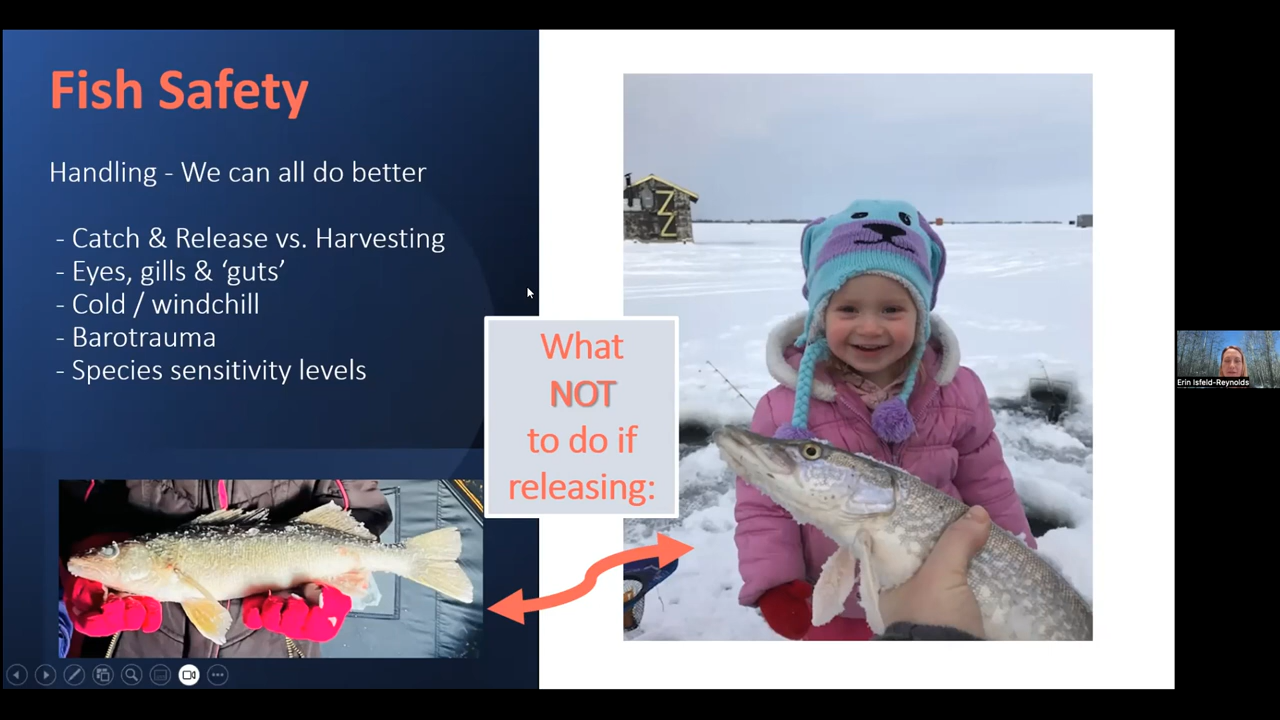 Fish Safety
Handling - We can all do better
- Catch & Release vs. Harvesting
- Eyes, gills & ‘guts’
- Cold / windchill
- Barotrauma
- Species sensitivity levels
What
NOT
to do if
releasing:
Erin Isfeld-Reynolds